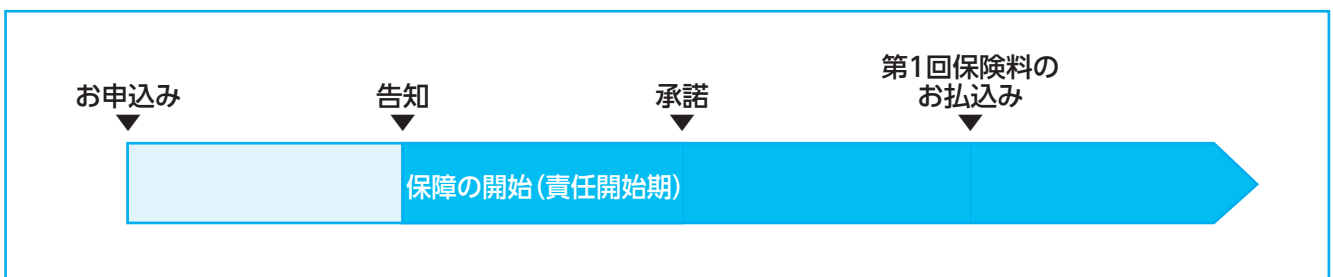 お申込み
告知
承諾
第1回保険料の
お払込み
保障の開始(責任開始期)